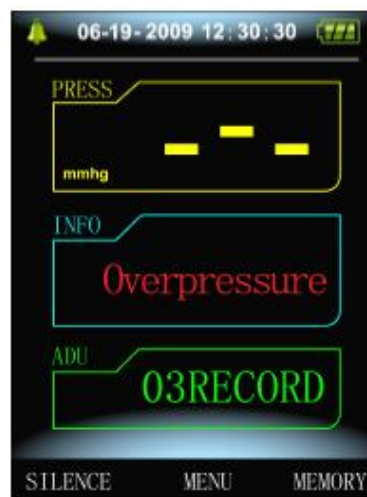 06-19-2009 12:30:30
PRESS
mmhg
INFO
Overpressure
ADU
03RECORD
SILENCE MENU MEMORY